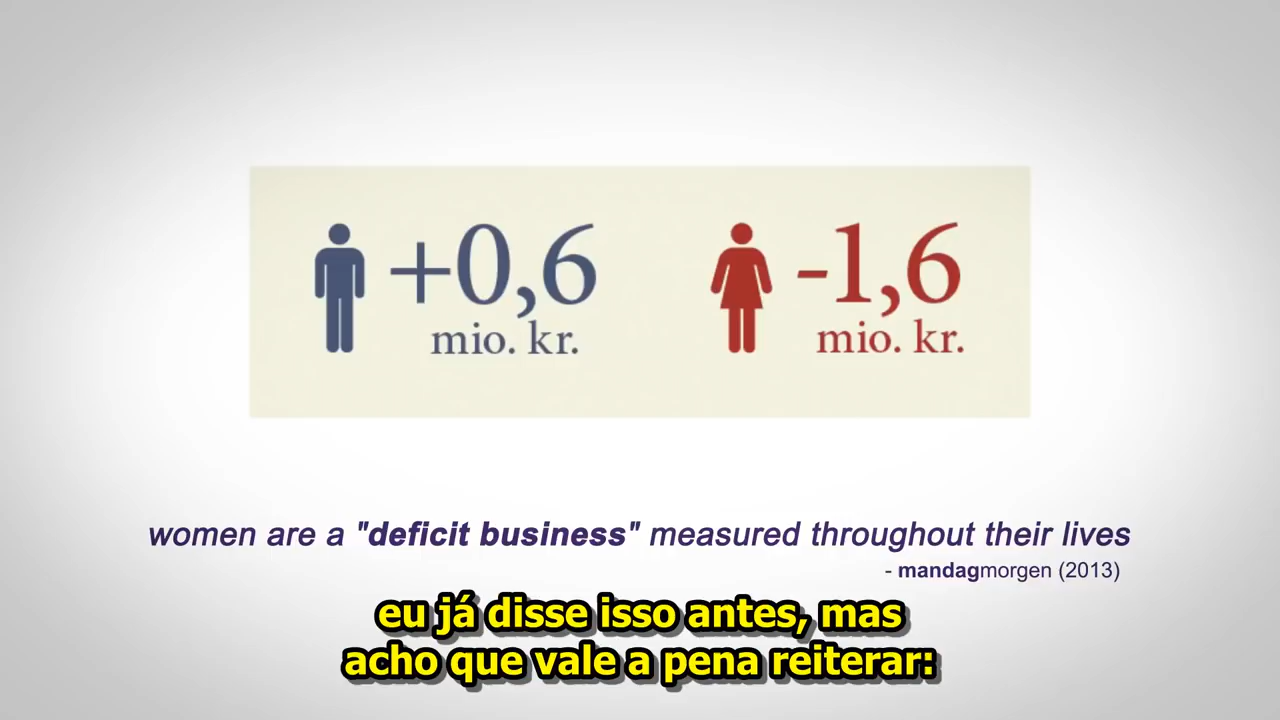 +0,6
mio. kr.
-1,6
mio. kr.
women are a "deficit business" measured throughout their lives
- mandagmorgen (2013)
eu já disse isso antes, mas
acho que vale a pena reiterar: